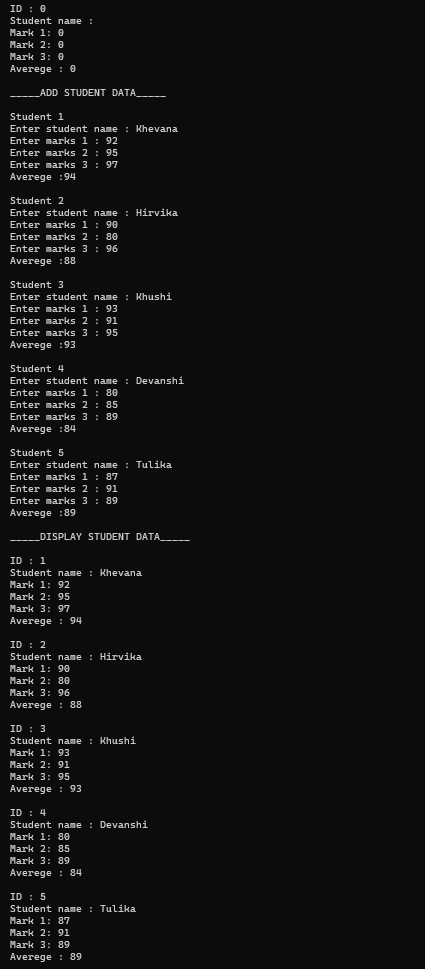 ID : 0
Student name :
Mark 1: 0
Mark 2: 0
Mark 3: 0
Averege : 0
_____ADD STUDENT DATA_____
Student 1
Enter student name : Khevana
Enter marks 1 : 92
Enter marks 2 : 95
Enter marks 3 : 97
Averege :94
Student 2
Enter student name : Hirvika
Enter marks 1 : 90
Enter marks 2 : 80
Enter marks 3 : 96
Averege :88
Student 3
Enter student name : Khushi
Enter marks 1 : 93
Enter marks 2 : 91
Enter marks 3 : 95
Averege :93
Student 4
Enter student name : Devanshi
Enter marks 1 : 80
Enter marks 2 : 85
Enter marks 3 : 89
Averege :84
Student 5
Enter student name : Tulika
Enter marks 1 : 87
Enter marks 2 : 91
Enter marks 3 : 89
Averege :89
_____DISPLAY STUDENT DATA_____
ID : 1
Student name : Khevana
Mark 1: 92
Mark 2: 95
Mark 3: 97
Averege : 94
ID : 2
Student name : Hirvika
Mark 1: 90
Mark 2: 80
Mark 3: 96
Averege : 88
ID : 3
Student name : Khushi
Mark 1: 93
Mark 2: 91
Mark 3: 95
Averege : 93
ID : 4
Student name : Devanshi
Mark 1: 80
Mark 2: 85
Mark 3: 89
Averege : 84
ID : 5
Student name : Tulika
Mark 1: 87
Mark 2: 91
Mark 3: 89
Averege : 89